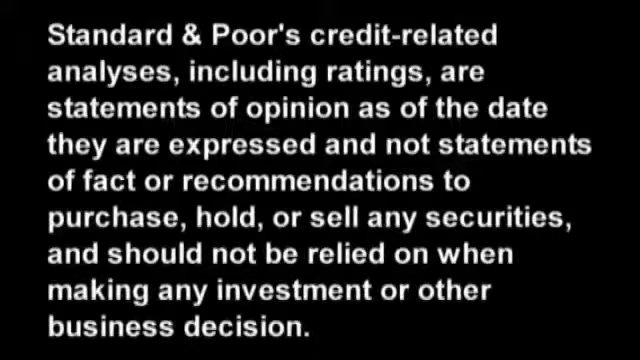 Standard & Poor's credit-related
analyses, including ratings, are
statements of opinion as of the date
they are expressed and not statements
of fact or recommendations to
purchase, hold, or sell any securities,
and should not be relied on when
making any investment or other
business decision.